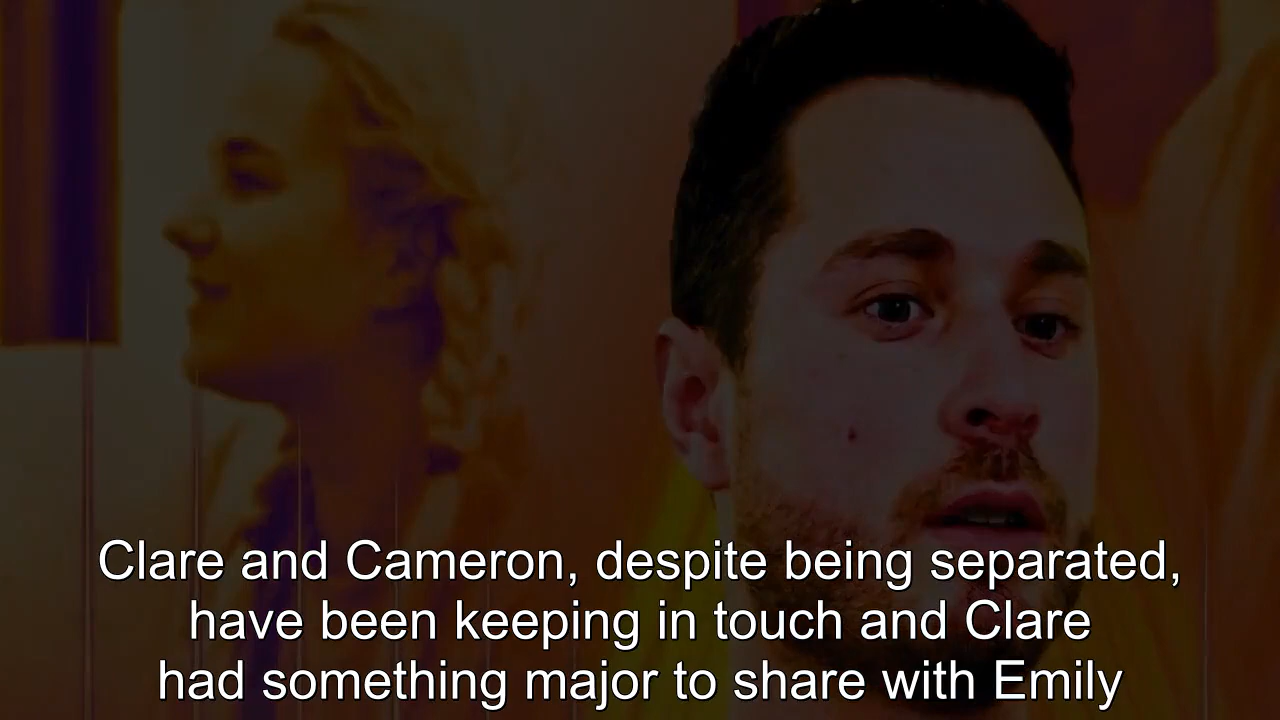 Clare and Cameron, despite being separated,
have been keeping in touch and Clare
had something major to share with Emily